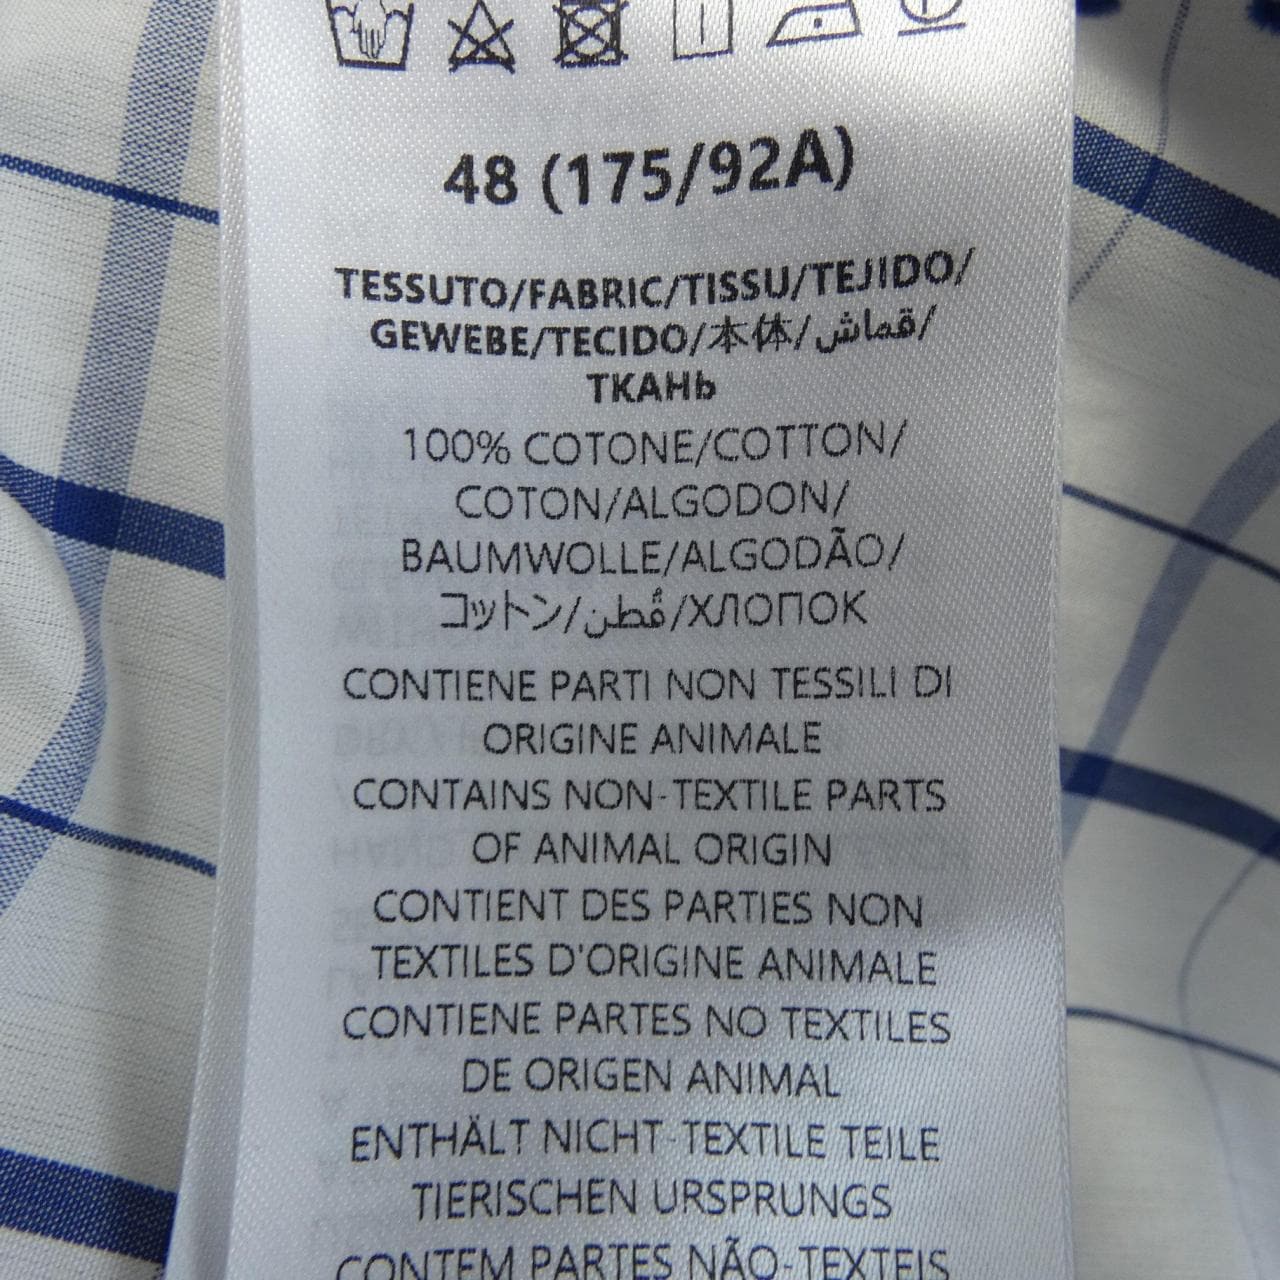 48 (175/92A)
TESSUTO/FABRIC/TISSU/TEJIDO/
GEWEBE/TECIDO/本体/قماش/
ТКАНЬ
100% COTONE/COTTON/
COTON/ALGODON/
BAUMWOLLE/ALGODÃO/
コットン/قُطن/ХЛОПОК
CONTIENE PARTI NON TESSILI DI
ORIGINE ANIMALE
CONTAINS NON-TEXTILE PARTS
OF ANIMAL ORIGIN
CONTIENT DES PARTIES NON
TEXTILES D'ORIGINE ANIMALE
CONTIENE PARTES NO TEXTILES
DE ORIGEN ANIMAL
ENTHÄLT NICHT-TEXTILE TEILE
TIERISCHEN URSPRUNGS
CONTEM PARTES NÃO-TEXTEIS